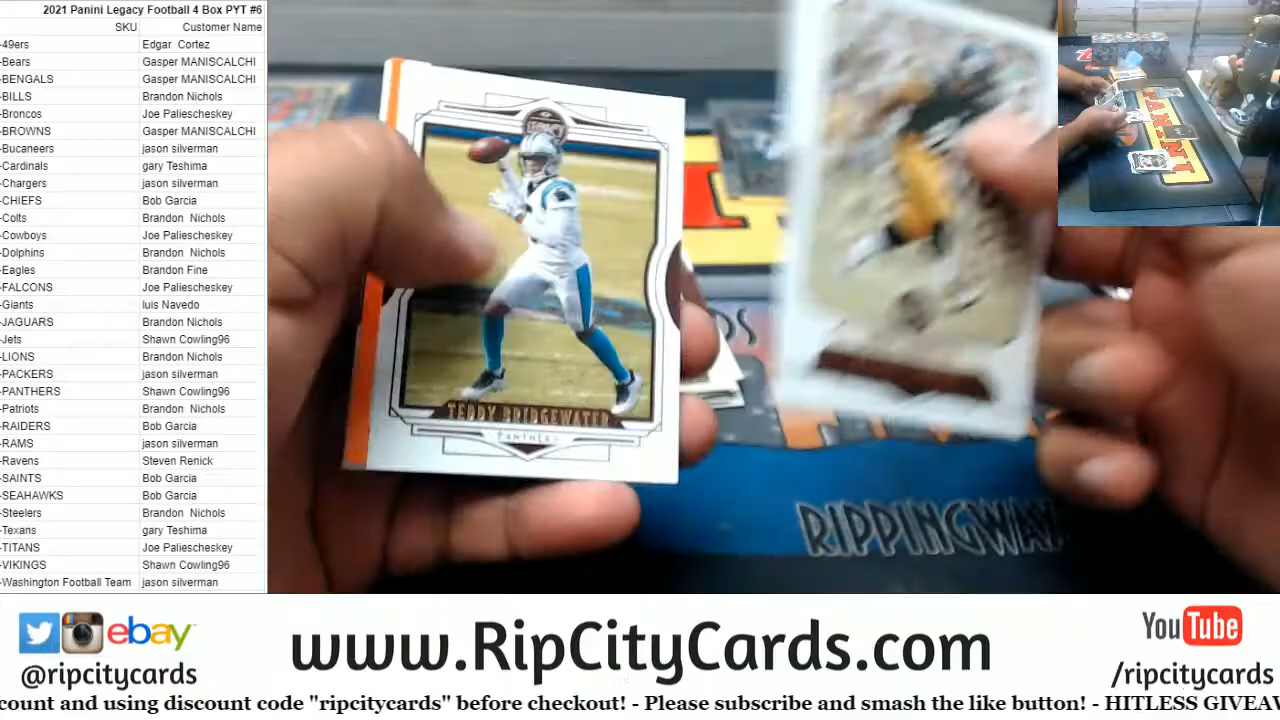 2021 Panini Legacy Football 4 Box PYT #6
SKU Customer Name
-49ers Edgar Cortez
-Bears Gasper MANISCALCHI
-BENGALS Gasper MANISCALCHI
-BILLS Brandon Nichols
-Broncos Joe Paliescheskey
-BROWNS Gasper MANISCALCHI
-Bucaneers jason silverman
-Cardinals gary Teshima
-Chargers jason silverman
-CHIEFS Bob Garcia
-Colts Brandon Nichols
-Cowboys Joe Paliescheskey
-Dolphins Brandon Nichols
-Eagles Brandon Fine
-FALCONS Joe Paliescheskey
-Giants luis Navedo
-JAGUARS Brandon Nichols
-Jets Shawn Cowling96
-LIONS Brandon Nichols
-PACKERS jason silverman
-PANTHERS Shawn Cowling96
-Patriots Brandon Nichols
-RAIDERS Bob Garcia
-RAMS jason silverman
-Ravens Steven Renick
-SAINTS Bob Garcia
-SEAHAWKS Bob Garcia
-Steelers Brandon Nichols
-Texans gary Teshima
-TITANS Joe Paliescheskey
-VIKINGS Shawn Cowling96
-Washington Football Team jason silverman
LEGACY
TEDDY BRIDGEWATER
PANTHERS
RIPPINGWAX
PANINI
ebay
@ripcitycards
www.RipCityCards.com
YouTube
/ripcitycards
count and using discount code "ripcitycards" before checkout! - Please subscribe and smash the like button! - HITLESS GIVEAW